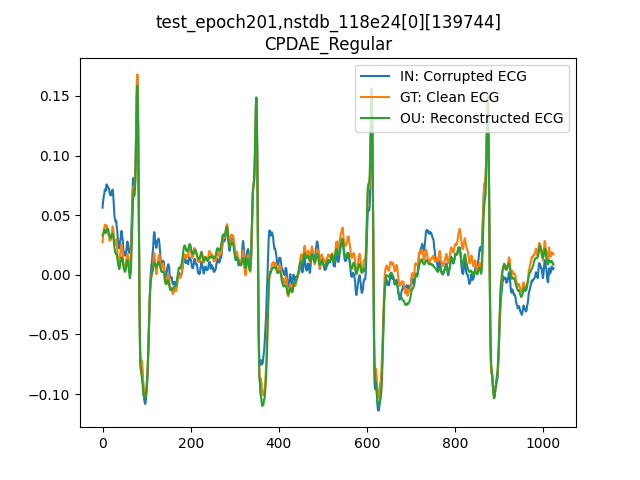 test_epoch201,nstdb_118e24[0][139744]
CPDAE_Regular
IN: Corrupted ECG
GT: Clean ECG
OU: Reconstructed ECG
0.15
0.10
0.05
0.00
−0.05
−0.10
0 200 400 600 800 1000